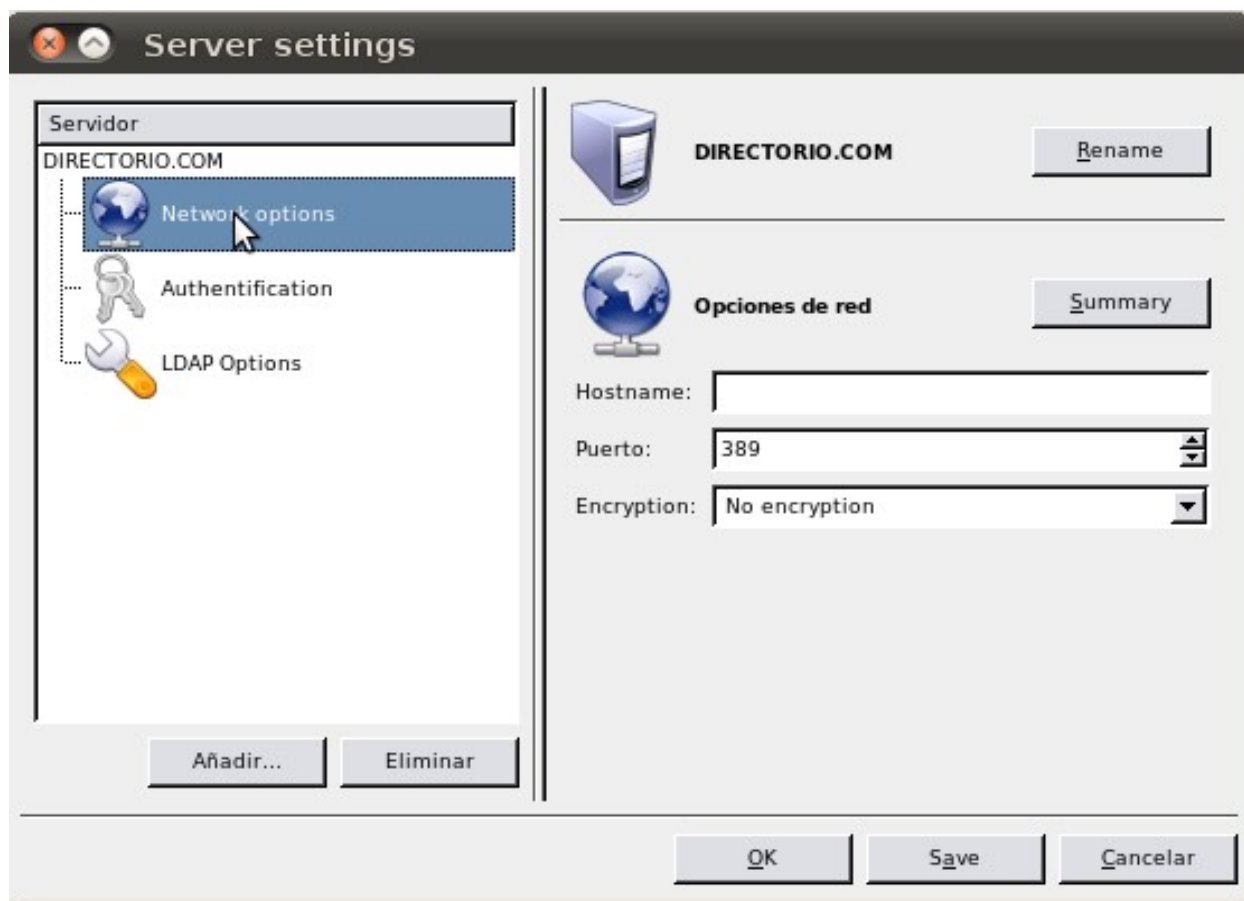 Server settings
Servidor
DIRECTORIO.COM
Network options
Authentification
LDAP Options
Añadir...
Eliminar
DIRECTORIO.COM
Rename
Opciones de red
Summary
Hostname:
Puerto: 389
Encryption: No encryption
OK
Save
Cancelar